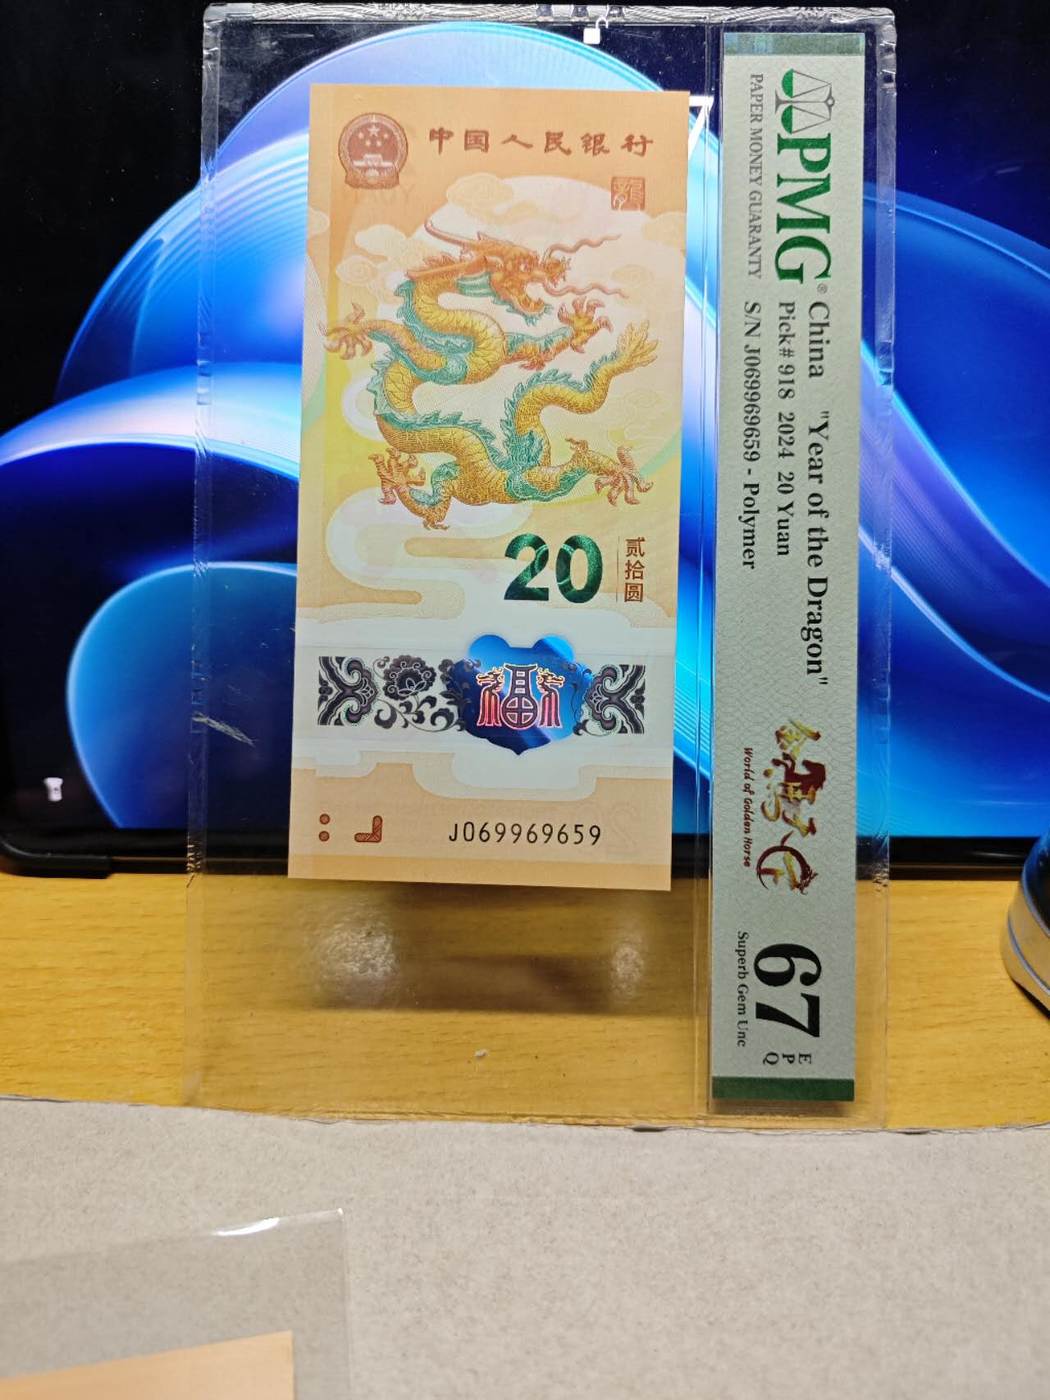 中国人民银行
20
贰拾圆
福
J069969659
PMG®
PAPER MONEY GUARANTY
China "Year of the Dragon"
Pick# 918 2024 20 Yuan
S/N J069969659 - Polymer
World of Golden Horse
67 EPQ
Superb Gem Unc